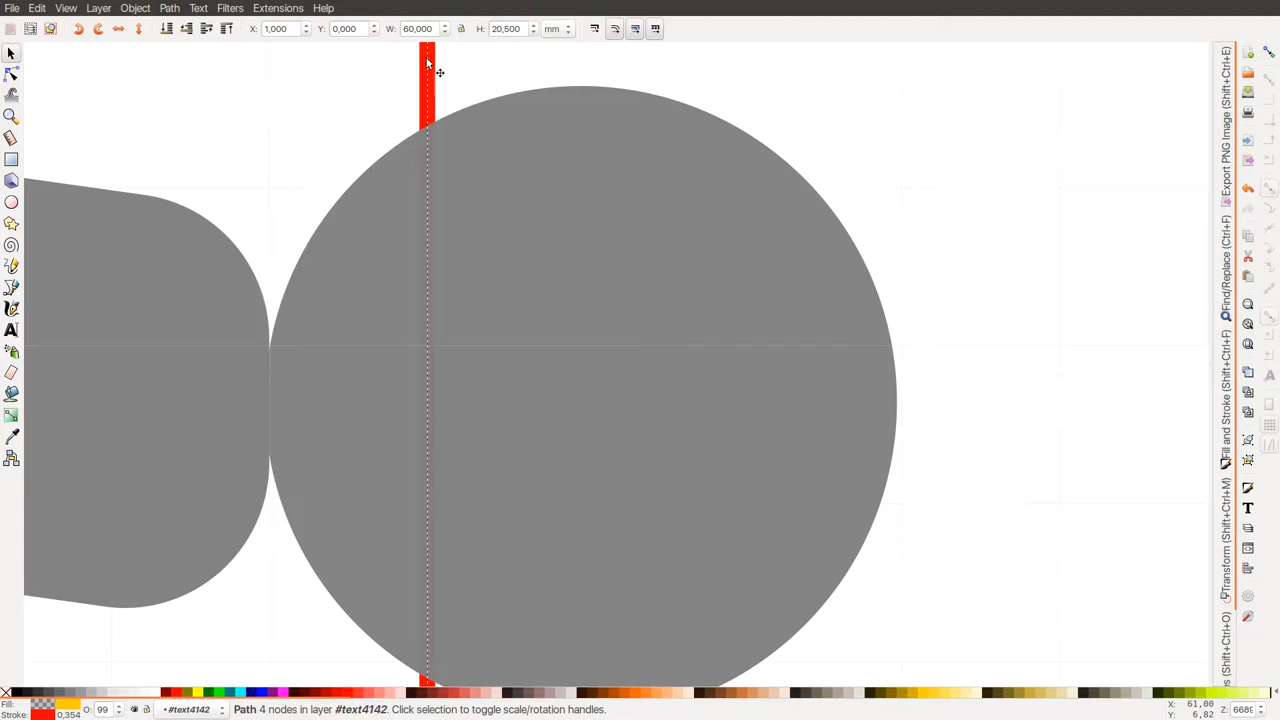 File Edit View Layer Object Path Text Filters Extensions Help
X: 1,000 Y: 0,000 W: 60,000 H: 20,500 mm
Export PNG Image (Shift+Ctrl+E)
Find/Replace (Ctrl+F)
Fill and Stroke (Shift+Ctrl+F)
Transform (Shift+Ctrl+M)
(Shift+Ctrl+O)
Fill:
Stroke: 0,354
O: 99
•#text4142
Path 4 nodes in layer #text4142. Click selection to toggle scale/rotation handles.
X: 61,00
Y: 6,82
Z: 6689